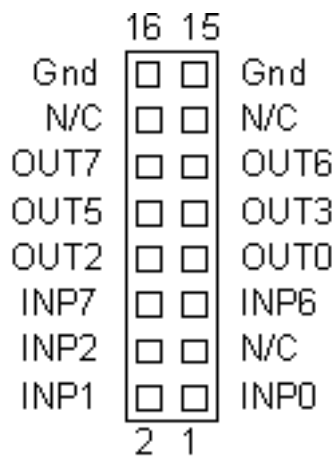 16 15
Gnd Gnd
N/C N/C
OUT7 OUT6
OUT5 OUT3
OUT2 OUT0
INP7 INP6
INP2 N/C
INP1 INP0
2 1